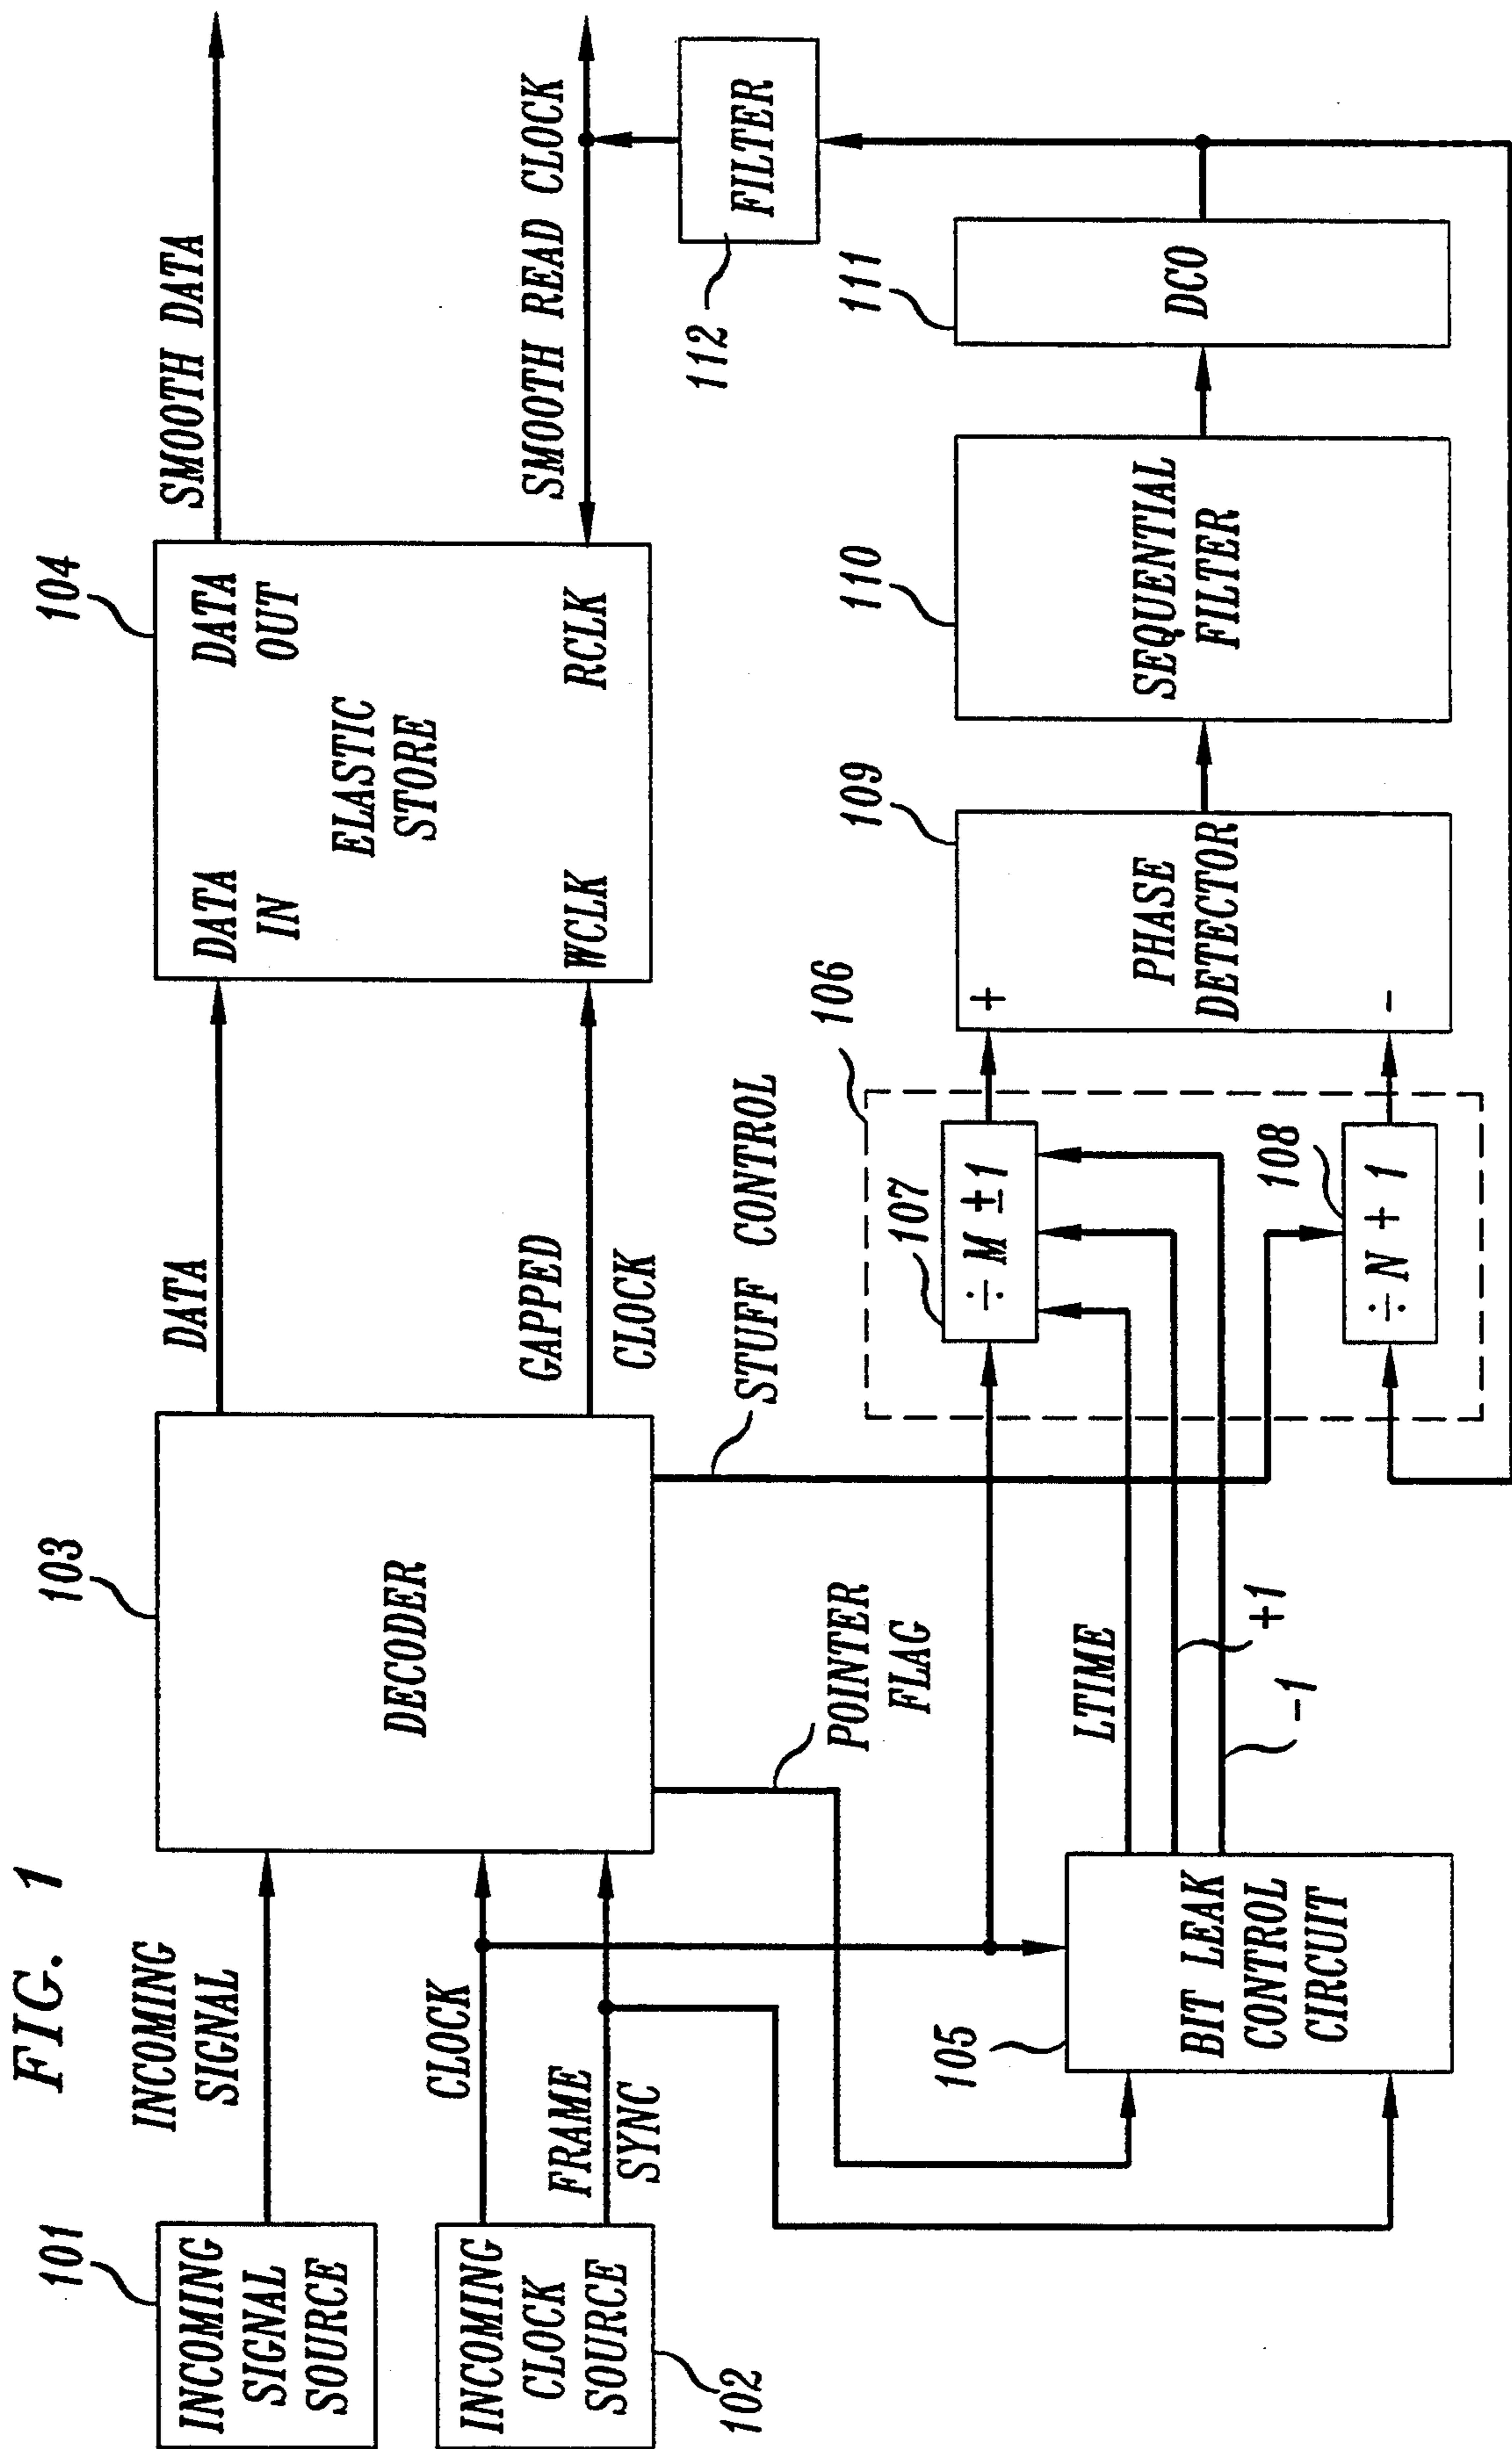 FIG. 1
101
INCOMING
SIGNAL
SOURCE
INCOMING
SIGNAL
INCOMING
CLOCK
SOURCE
102
CLOCK
FRAME
SYNC
103
DECODER
DATA
GAPPED
CLOCK
104
DATA
IN
ELASTIC
STORE
DATA
OUT
WCLK
RCLK
SMOOTH DATA
SMOOTH READ CLOCK
POINTER
FLAG
STUFF CONTROL
105
BIT LEAK
CONTROL
CIRCUIT
LTIME
+1
-1
106
107
÷ M ±1
108
÷ N + 1
109
+
PHASE
DETECTOR
-
110
SEQUENTIAL
FILTER
111
DCO
112
FILTER